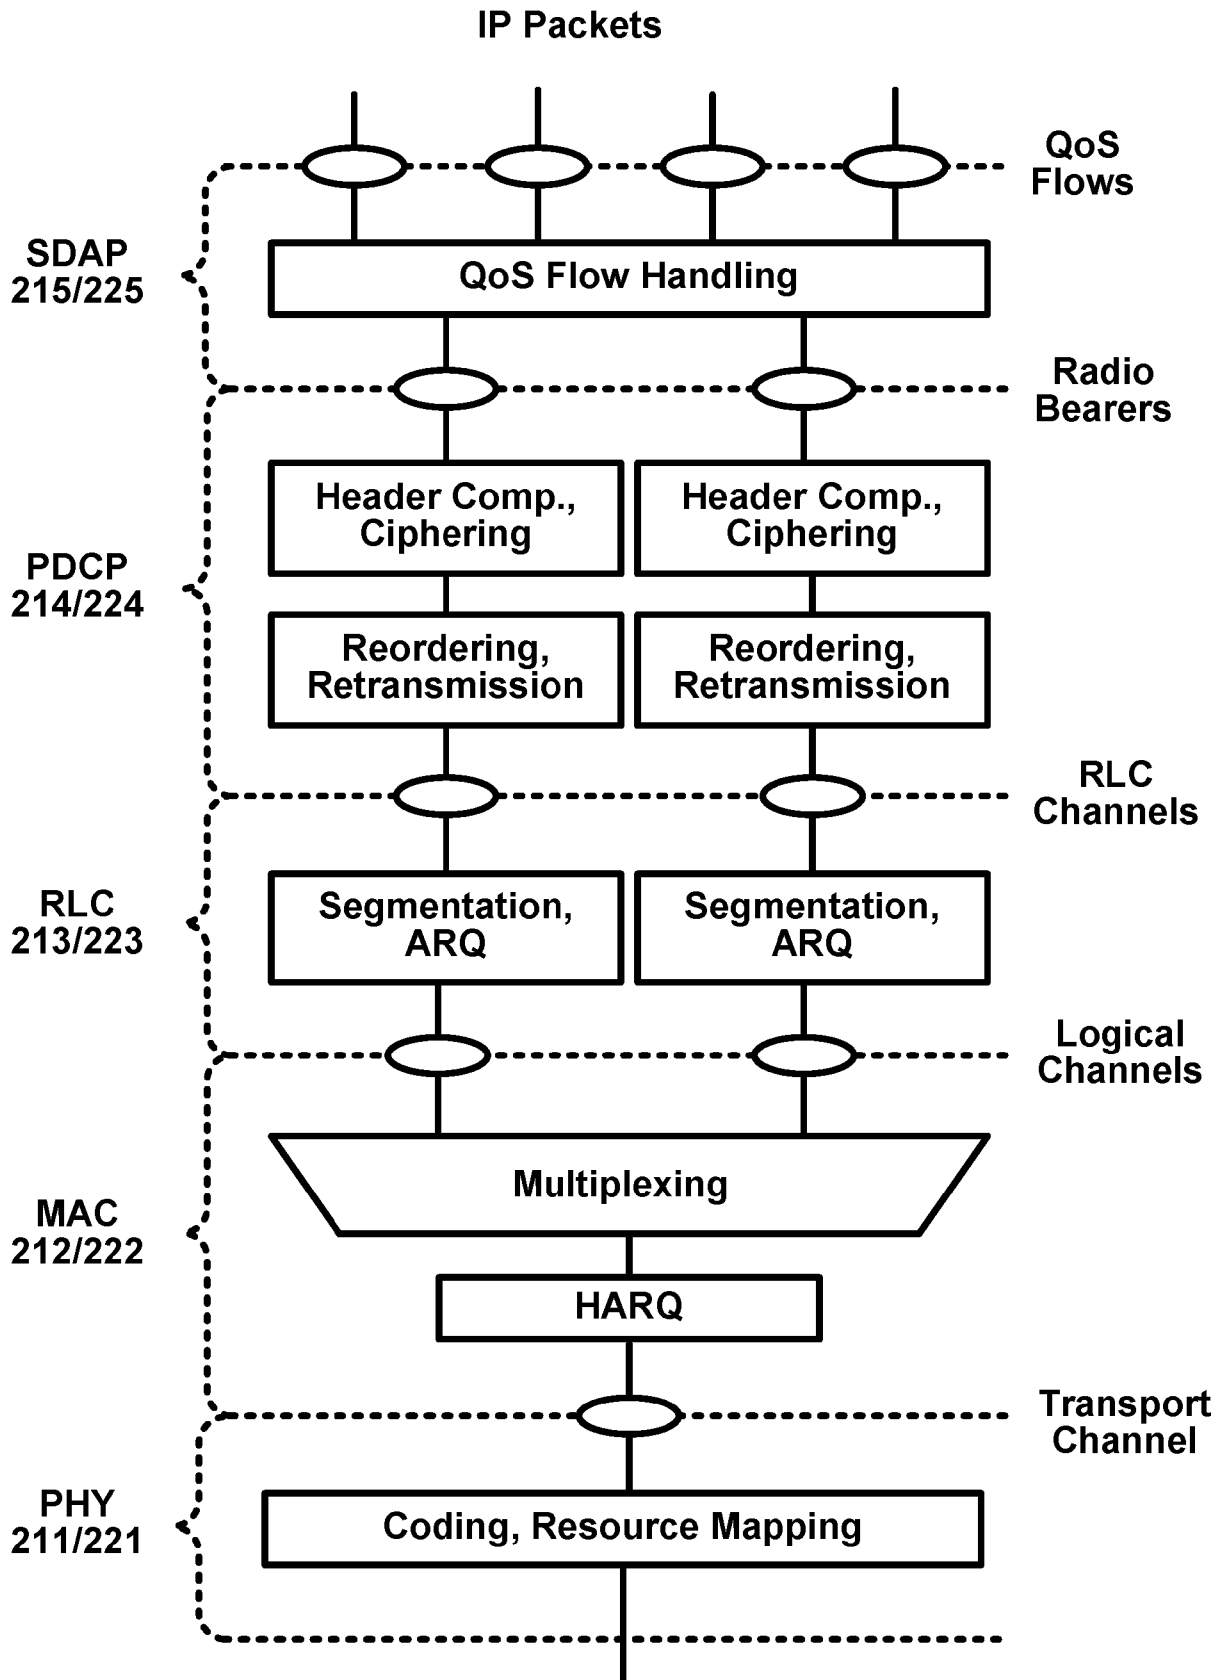 IP Packets
QoS
Flows
SDAP
215/225
QoS Flow Handling
Radio
Bearers
Header Comp.,
Ciphering
Header Comp.,
Ciphering
PDCP
214/224
Reordering,
Retransmission
Reordering,
Retransmission
RLC
Channels
RLC
213/223
Segmentation,
ARQ
Segmentation,
ARQ
Logical
Channels
MAC
212/222
Multiplexing
HARQ
Transport
Channel
PHY
211/221
Coding, Resource Mapping